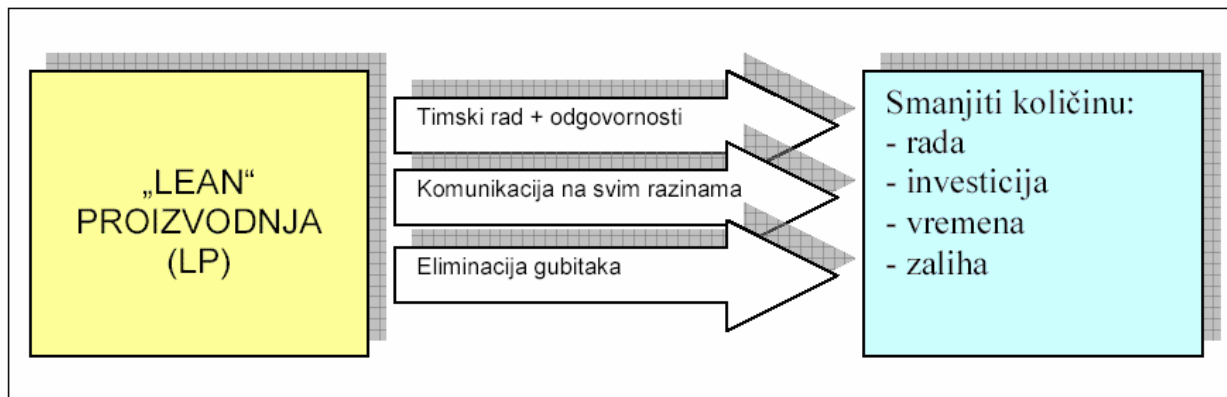 „LEAN“
PROIZVODNJA
(LP)
Timski rad + odgovornosti
Komunikacija na svim razinama
Eliminacija gubitaka
Smanjiti količinu:
- rada
- investicija
- vremena
- zaliha